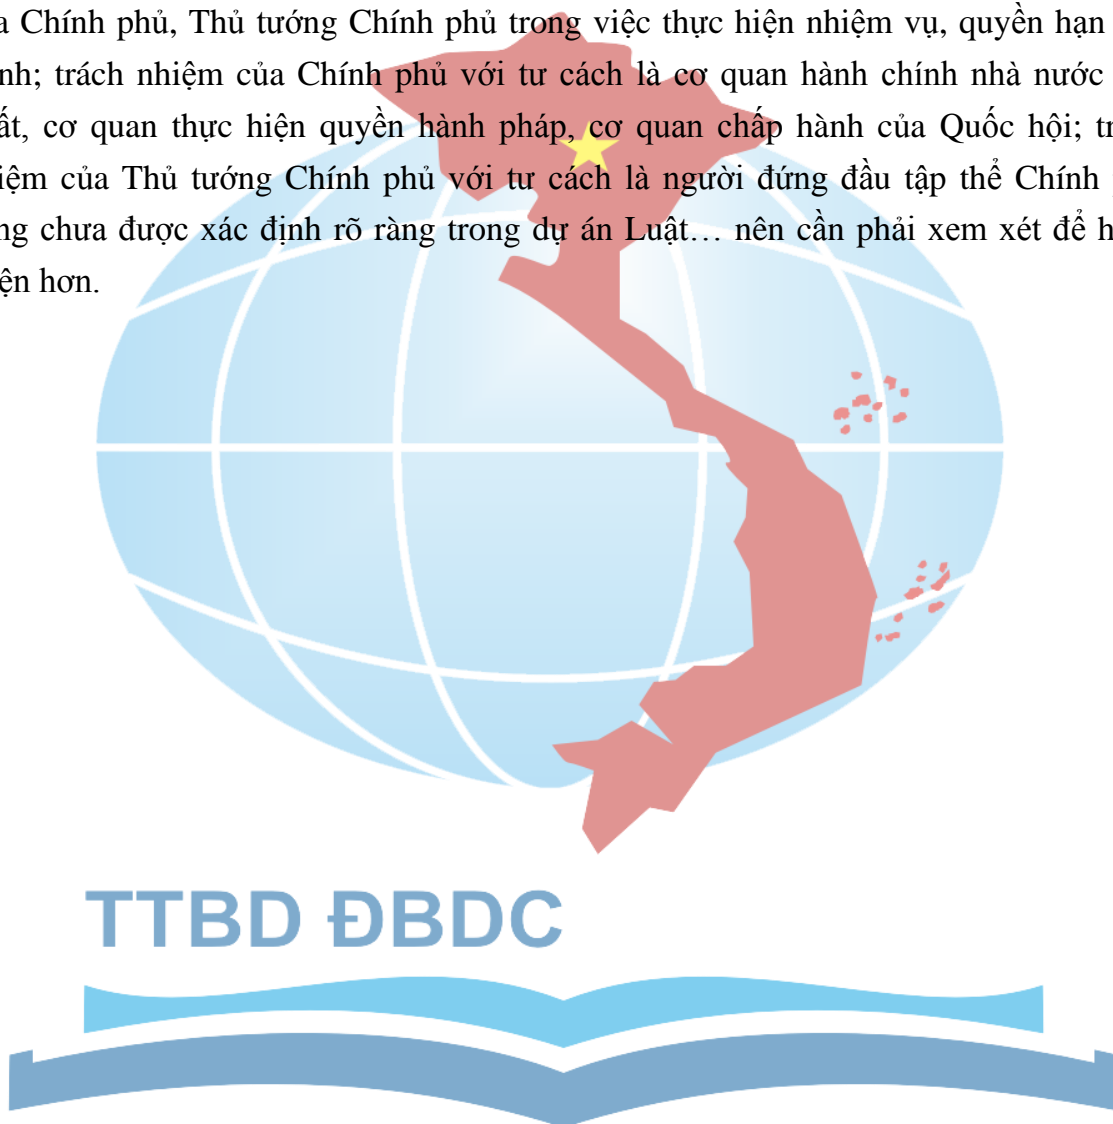 a Chính phủ, Thủ tướng Chính phủ trong việc thực hiện nhiệm vụ, quyền hạn
nh; trách nhiệm của Chính phủ với tư cách là cơ quan hành chính nhà nước
ất, cơ quan thực hiện quyền hành pháp, cơ quan chấp hành của Quốc hội; tr
iệm của Thủ tướng Chính phủ với tư cách là người đứng đầu tập thể Chính
ng chưa được xác định rõ ràng trong dự án Luật… nên cần phải xem xét để h
ện hơn.
TTBD ĐBDC